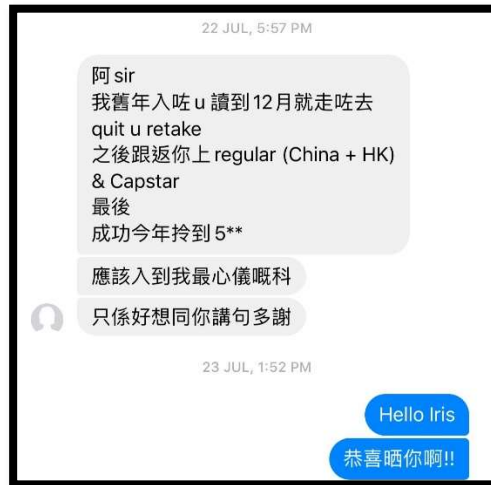 22 JUL, 5:57 PM
阿 sir
我舊年入咗 u 讀到 12月就走咗去
quit u retake
之後跟返你上 regular (China + HK)
& Capstar
最後
成功今年拎到 5**
應該入到我最心儀嘅科
只係好想同你講句多謝
23 JUL, 1:52 PM
Hello Iris
恭喜晒你啊!!